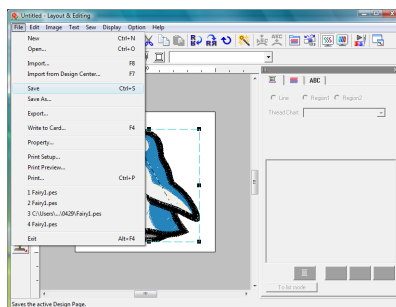 Untitled - Layout & Editing
File Edit Image Text Sew Display Option Help
New Ctrl+N
Open... Ctrl+O
Import... F8
Import from Design Center... F7
Save Ctrl+S
Save As...
Export...
Write to Card... F4
Property...
Print Setup...
Print Preview...
Print... Ctrl+P
1 Fairy1.pes
2 Fairy1.pes
3 C:\Users\...\0429\Fairy1.pes
4 Fairy1.pes
Exit Alt+F4
ABC
Line Region1 Region2
Thread Chart
To list mode
Saves the active Design Page.